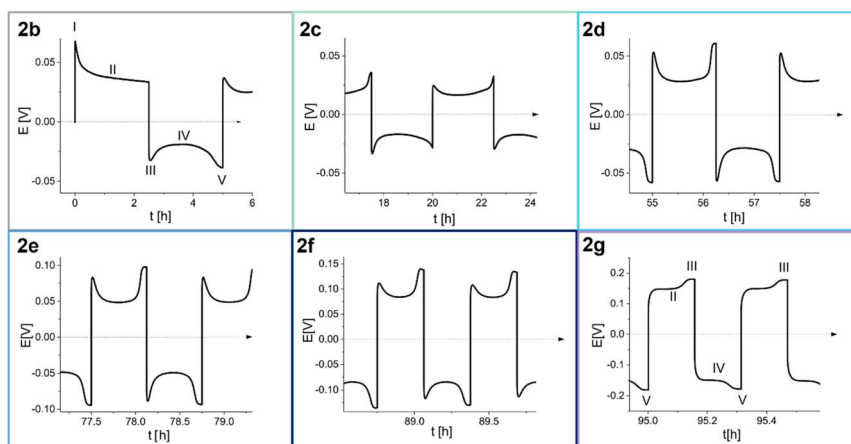 2b
I
II
III
IV
V
E [V]
0.05
0.00
-0.05
0
1
2
3
4
5
6
t [h]
2c
E [V]
0.10
0.05
0.00
-0.05
18
20
22
24
t [h]
2d
E [V]
0.05
0.00
-0.05
55
56
57
58
t [h]
2e
E[V]
0.10
0.05
0.00
-0.05
-0.10
77.5
78.0
78.5
79.0
t [h]
2f
E[V]
0.15
0.10
0.05
0.00
-0.05
-0.10
89.0
89.5
t [h]
2g
III
III
II
IV
V
V
E[V]
0.2
0.1
0.0
-0.1
-0.2
95.0
95.2
95.4
t[h]